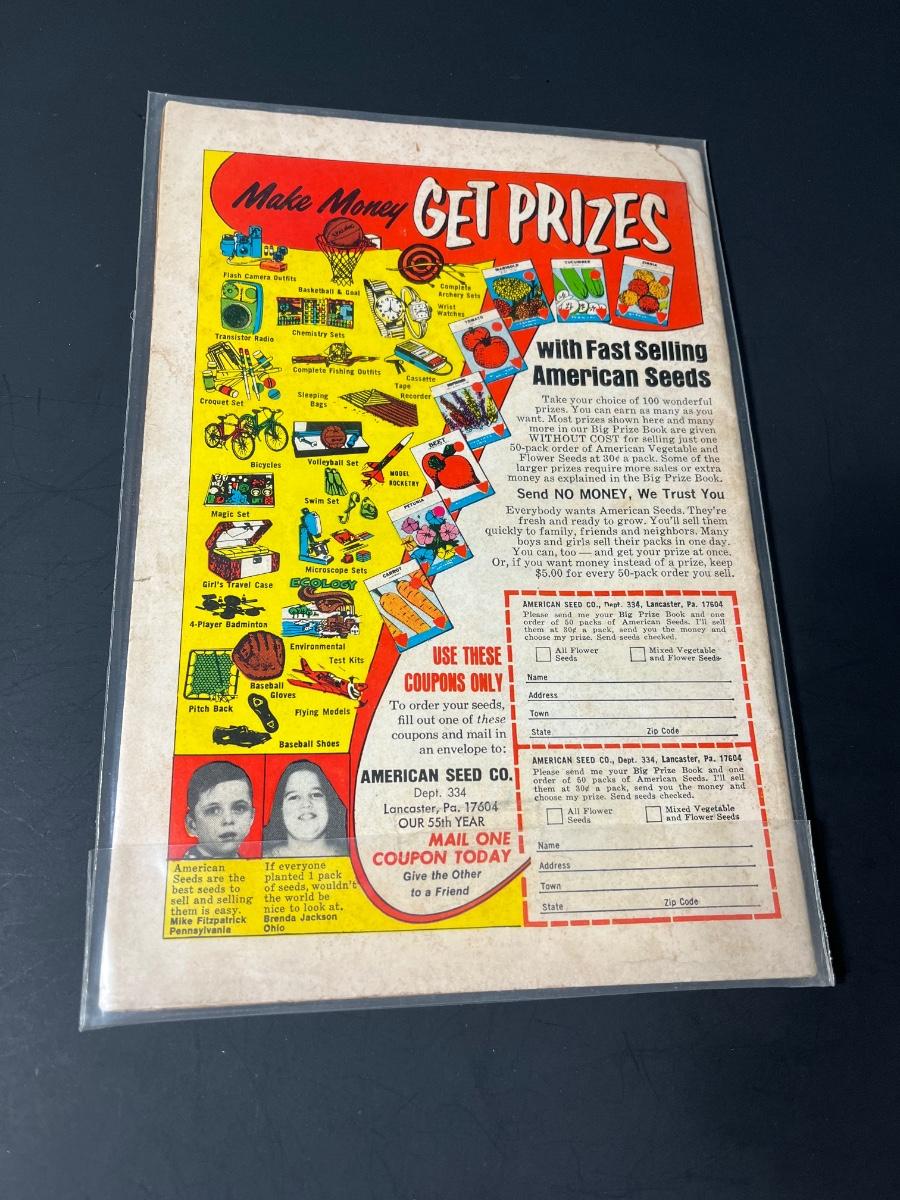 Make Money GET PRIZES
Flash Camera Outfits
Basketball & Goal
Complete
Archery Sets
Transistor Radio
Chemistry Sets
Wrist
Watches
Complete Fishing Outfits
Cassette
Tape
Recorder
Croquet Set
Sleeping
Bags
Bicycles
Volleyball Set
MODEL
ROCKETRY
Magic Set
Swim Set
Microscope Sets
Girl's Travel Case
ECOLOGY
4-Player Badminton
Environmental
Test Kits
Baseball
Gloves
Pitch Back
Flying Models
Baseball Shoes
MARIGOLD
CUCUMBER
ZINNIA
TOMATO
BEET
PETUNIA
CARROT
with Fast Selling
American Seeds
Take your choice of 100 wonderful
prizes. You can earn as many as you
want. Most prizes shown here and many
more in our Big Prize Book are given
WITHOUT COST for selling just one
50-pack order of American Vegetable and
Flower Seeds at 30¢ a pack. Some of the
larger prizes require more sales or extra
money as explained in the Big Prize Book.
Send NO MONEY, We Trust You
Everybody wants American Seeds. They're
fresh and ready to grow. You'll sell them
quickly to family, friends and neighbors. Many
boys and girls sell their packs in one day.
You can, too — and get your prize at once.
Or, if you want money instead of a prize, keep
$5.00 for every 50-pack order you sell.
USE THESE
COUPONS ONLY
To order your seeds,
fill out one of these
coupons and mail in
an envelope to:
AMERICAN SEED CO.
Dept. 334
Lancaster, Pa. 17604
OUR 55th YEAR
MAIL ONE
COUPON TODAY
Give the Other
to a Friend
AMERICAN SEED CO., Dept. 334, Lancaster, Pa. 17604
Please send me your Big Prize Book and one
order of 50 packs of American Seeds. I'll sell
them at 30¢ a pack, send you the money and
choose my prize. Send seeds checked.
All Flower
Seeds
Mixed Vegetable
and Flower Seeds
Name
Address
Town
State Zip Code
AMERICAN SEED CO., Dept. 334, Lancaster, Pa. 17604
Please send me your Big Prize Book and one
order of 50 packs of American Seeds. I'll sell
them at 30¢ a pack, send you the money and
choose my prize. Send seeds checked.
All Flower
Seeds
Mixed Vegetable
and Flower Seeds
Name
Address
Town
State Zip Code
American
Seeds are the
best seeds to
sell and selling
them is easy.
Mike Fitzpatrick
Pennsylvania
If everyone
planted 1 pack
of seeds, wouldn't
the world be
nice to look at.
Brenda Jackson
Ohio